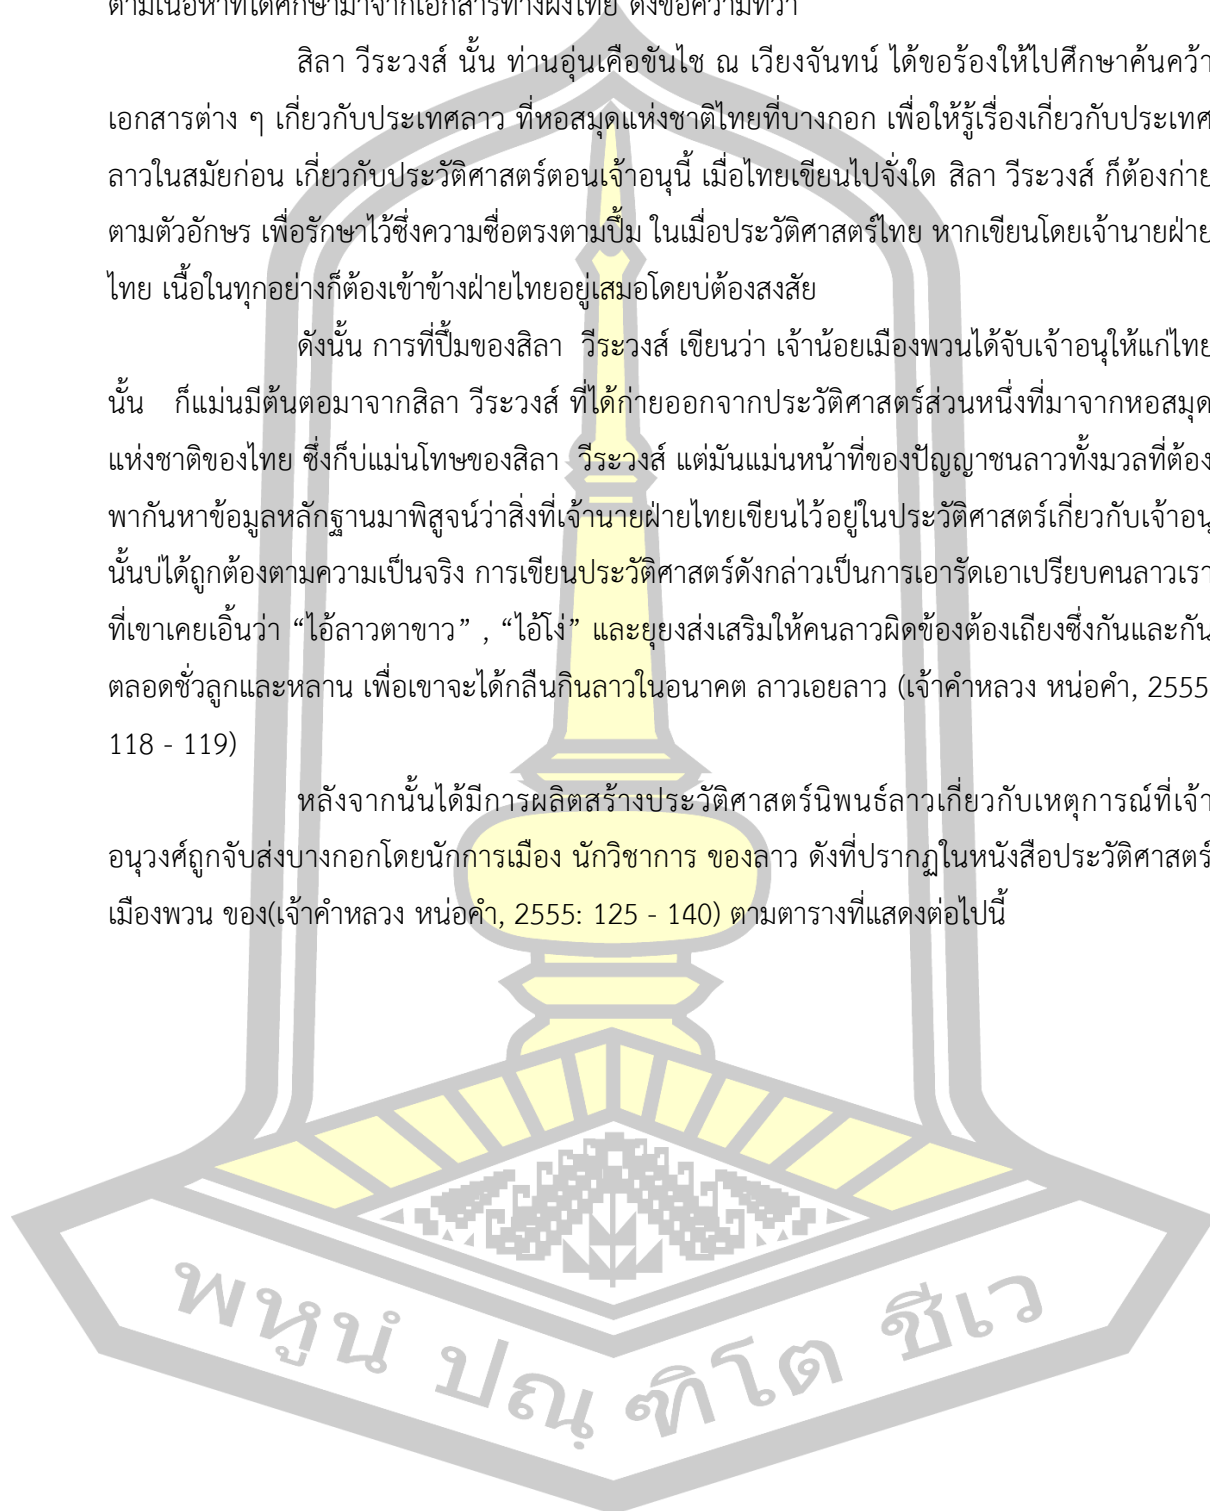 ตามเนื้อหาที่ได้ศึกษามาจากเอกสารทางฝั่งไทย ดังข้อความที่ว่า
สิลา วีระวงส์ นั้น ท่านอุ่นเคือขันไช ณ เวียงจันทน์ ได้ขอร้องให้ไปศึกษาค้นคว้า
เอกสารต่าง ๆ เกี่ยวกับประเทศลาว ที่หอสมุดแห่งชาติไทยที่บางกอก เพื่อให้รู้เรื่องเกี่ยวกับประเทศ
ลาวในสมัยก่อน เกี่ยวกับประวัติศาสตร์ตอนเจ้าอนุนี้ เมื่อไทยเขียนไปจั่งใด สิลา วีระวงส์ ก็ต้องก่าย
ตามตัวอักษร เพื่อรักษาไว้ซึ่งความซื่อตรงตามปึ้ม ในเมื่อประวัติศาสตร์ไทย หากเขียนโดยเจ้านายฝ่าย
ไทย เนื้อในทุกอย่างก็ต้องเข้าข้างฝ่ายไทยอยู่เสมอโดยบ่ต้องสงสัย
ดังนั้น การที่ปึ้มของสิลา วีระวงส์ เขียนว่า เจ้าน้อยเมืองพวนได้จับเจ้าอนุให้แก่ไทย
นั้น ก็แม่นมีต้นตอมาจากสิลา วีระวงส์ ที่ได้ก่ายออกจากประวัติศาสตร์ส่วนหนึ่งที่มาจากหอสมุด
แห่งชาติของไทย ซึ่งก็บ่แม่นโทษของสิลา วีระวงส์ แต่มันแม่นหน้าที่ของปัญญาชนลาวทั้งมวลที่ต้อง
พากันหาข้อมูลหลักฐานมาพิสูจน์ว่าสิ่งที่เจ้านายฝ่ายไทยเขียนไว้อยู่ในประวัติศาสตร์เกี่ยวกับเจ้าอนุ
นั้นบ่ได้ถูกต้องตามความเป็นจริง การเขียนประวัติศาสตร์ดังกล่าวเป็นการเอารัดเอาเปรียบคนลาวเรา
ที่เขาเคยเอิ้นว่า “ไอ้ลาวตาขาว” , “ไอ้โง่” และยุยงส่งเสริมให้คนลาวผิดข้องต้องเถียงซึ่งกันและกัน
ตลอดชั่วลูกและหลาน เพื่อเขาจะได้กลืนกินลาวในอนาคต ลาวเอยลาว (เจ้าคำหลวง หน่อคำ, 2555
118 - 119)
หลังจากนั้นได้มีการผลิตสร้างประวัติศาสตร์นิพนธ์ลาวเกี่ยวกับเหตุการณ์ที่เจ้า
อนุวงศ์ถูกจับส่งบางกอกโดยนักการเมือง นักวิชาการ ของลาว ดังที่ปรากฏในหนังสือประวัติศาสตร์
เมืองพวน ของ(เจ้าคำหลวง หน่อคำ, 2555: 125 - 140) ตามตารางที่แสดงต่อไปนี้
พหูนํ ปณฺฑิโต ชีเว